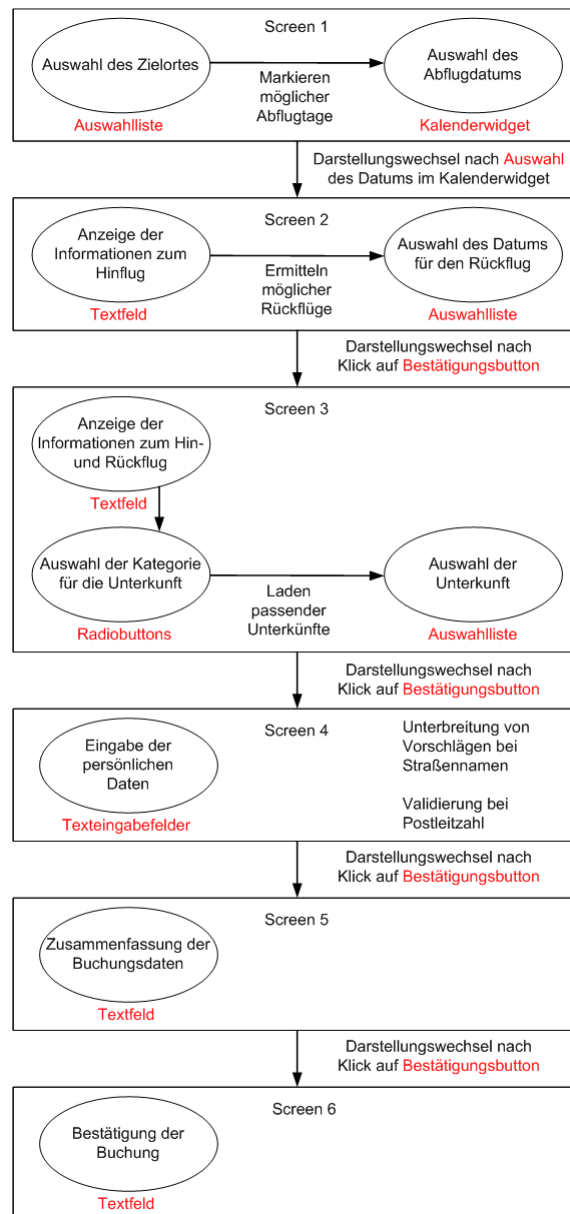 Screen 1
Auswahl des Zielortes
Auswahl des
Abflugdatums
Markieren
möglicher
Abflugtage
Auswahlliste
Kalenderwidget
Darstellungswechsel nach Auswahl
des Datums im Kalenderwidget
Screen 2
Anzeige der
Informationen zum
Hinflug
Auswahl des Datums
für den Rückflug
Ermitteln
möglicher
Rückflüge
Textfeld
Auswahlliste
Darstellungswechsel nach
Klick auf Bestätigungsbutton
Screen 3
Anzeige der
Informationen zum Hin-
und Rückflug
Textfeld
Auswahl der Kategorie
für die Unterkunft
Auswahl der
Unterkunft
Laden
passender
Unterkünfte
Radiobuttons
Auswahlliste
Darstellungswechsel nach
Klick auf Bestätigungsbutton
Screen 4
Eingabe der
persönlichen
Daten
Texteingabefelder
Unterbreitung von
Vorschlägen bei
Straßennamen
Validierung bei
Postleitzahl
Darstellungswechsel nach
Klick auf Bestätigungsbutton
Screen 5
Zusammenfassung der
Buchungsdaten
Textfeld
Darstellungswechsel nach
Klick auf Bestätigungsbutton
Screen 6
Bestätigung der
Buchung
Textfeld